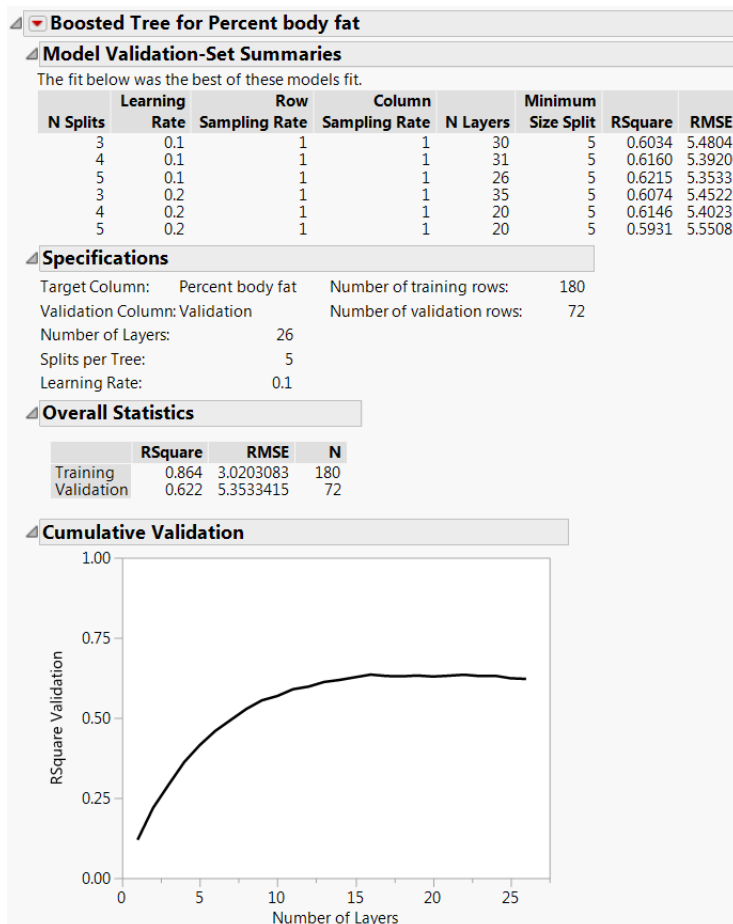 Boosted Tree for Percent body fat
Model Validation-Set Summaries
The fit below was the best of these models fit.
Learning Row Column Minimum
N Splits Rate Sampling Rate Sampling Rate N Layers Size Split RSquare RMSE
3 0.1 1 1 30 5 0.6034 5.4804
4 0.1 1 1 31 5 0.6160 5.3920
5 0.1 1 1 26 5 0.6215 5.3533
3 0.2 1 1 35 5 0.6074 5.4522
4 0.2 1 1 20 5 0.6146 5.4023
5 0.2 1 1 20 5 0.5931 5.5508
Specifications
Target Column: Percent body fat Number of training rows: 180
Validation Column: Validation Number of validation rows: 72
Number of Layers: 26
Splits per Tree: 5
Learning Rate: 0.1
Overall Statistics
RSquare RMSE N
Training 0.864 3.0203083 180
Validation 0.622 5.3533415 72
Cumulative Validation
1.00
0.75
0.50
0.25
0.00
RSquare Validation
0 5 10 15 20 25
Number of Layers